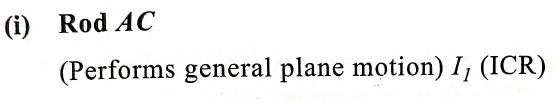 (i) Rod AC
(Performs general plane motion) I₁ (ICR)